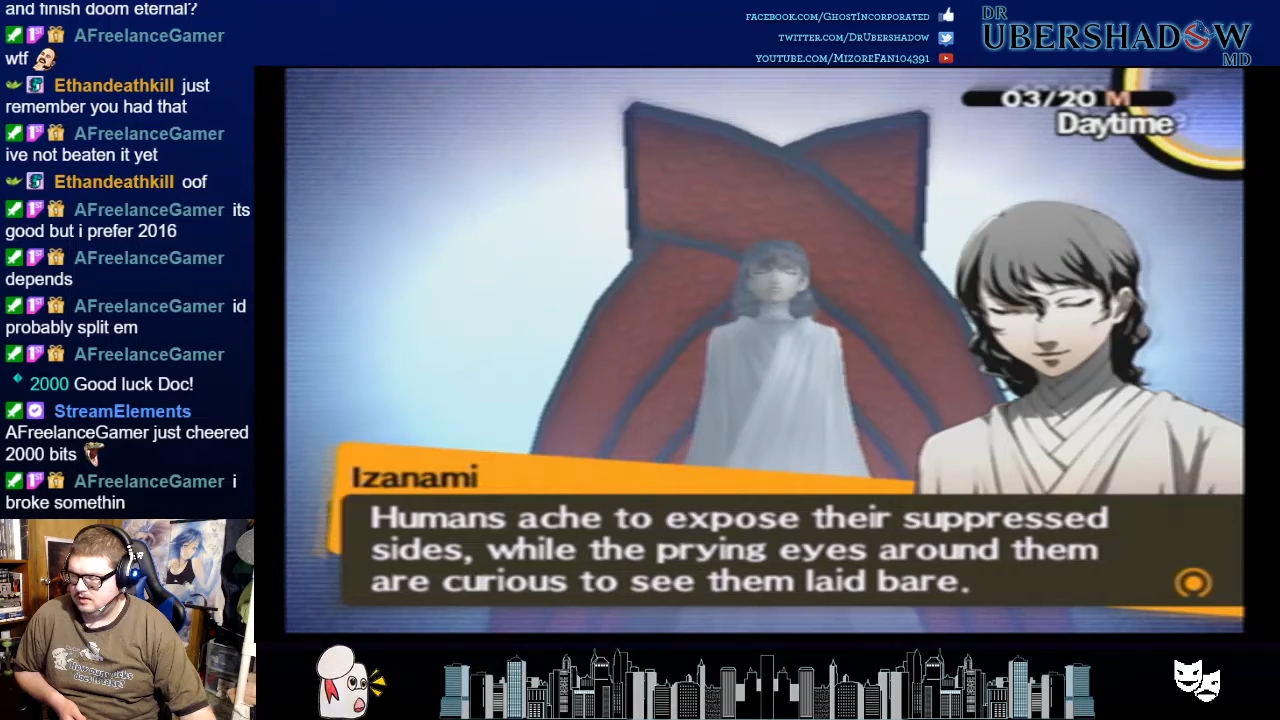 and finish doom eternal?
AFreelanceGamer
wtf
Ethandeathkill just
remember you had that
AFreelanceGamer
ive not beaten it yet
Ethandeathkill oof
AFreelanceGamer its
good but i prefer 2016
AFreelanceGamer
depends
AFreelanceGamer id
probably split em
AFreelanceGamer
2000 Good luck Doc!
StreamElements
AFreelanceGamer just cheered
2000 bits
AFreelanceGamer i
broke somethin
facebook.com/GhostIncorporated
twitter.com/DrUbershadow
youtube.com/MizoreFan104391
DR
UBERSHADOW
MD
03/20 M
Daytime
Izanami
Humans ache to expose their suppressed
sides, while the prying eyes around them
are curious to see them laid bare.